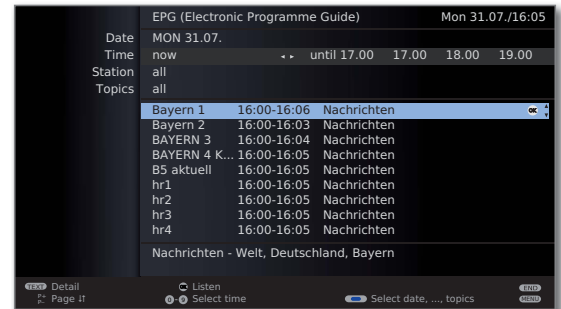 EPG (Electronic Programme Guide) Mon 31.07./16:05
Date MON 31.07.
Time now ◂ ▸ until 17.00 17.00 18.00 19.00
Station all
Topics all
Bayern 1 16:00-16:06 Nachrichten OK
Bayern 2 16:00-16:03 Nachrichten
BAYERN 3 16:00-16:04 Nachrichten
BAYERN 4 K... 16:00-16:05 Nachrichten
B5 aktuell 16:00-16:05 Nachrichten
hr1 16:00-16:05 Nachrichten
hr2 16:00-16:05 Nachrichten
hr3 16:00-16:05 Nachrichten
hr4 16:00-16:05 Nachrichten
Nachrichten - Welt, Deutschland, Bayern
TEXT Detail OK Listen END
P+ P- Page ↓↑ 0-9 Select time Select date, ..., topics MENU